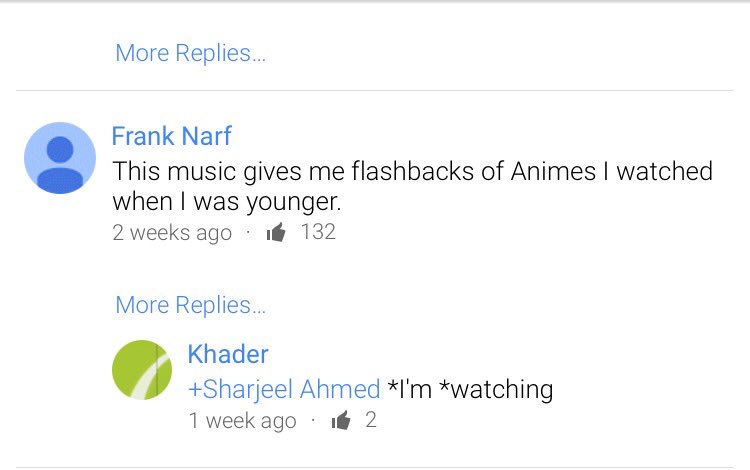 More Replies...
Frank Narf
This music gives me flashbacks of Animes I watched
when I was younger.
2 weeks ago · 132
More Replies...
Khader
+Sharjeel Ahmed *I'm *watching
1 week ago · 2